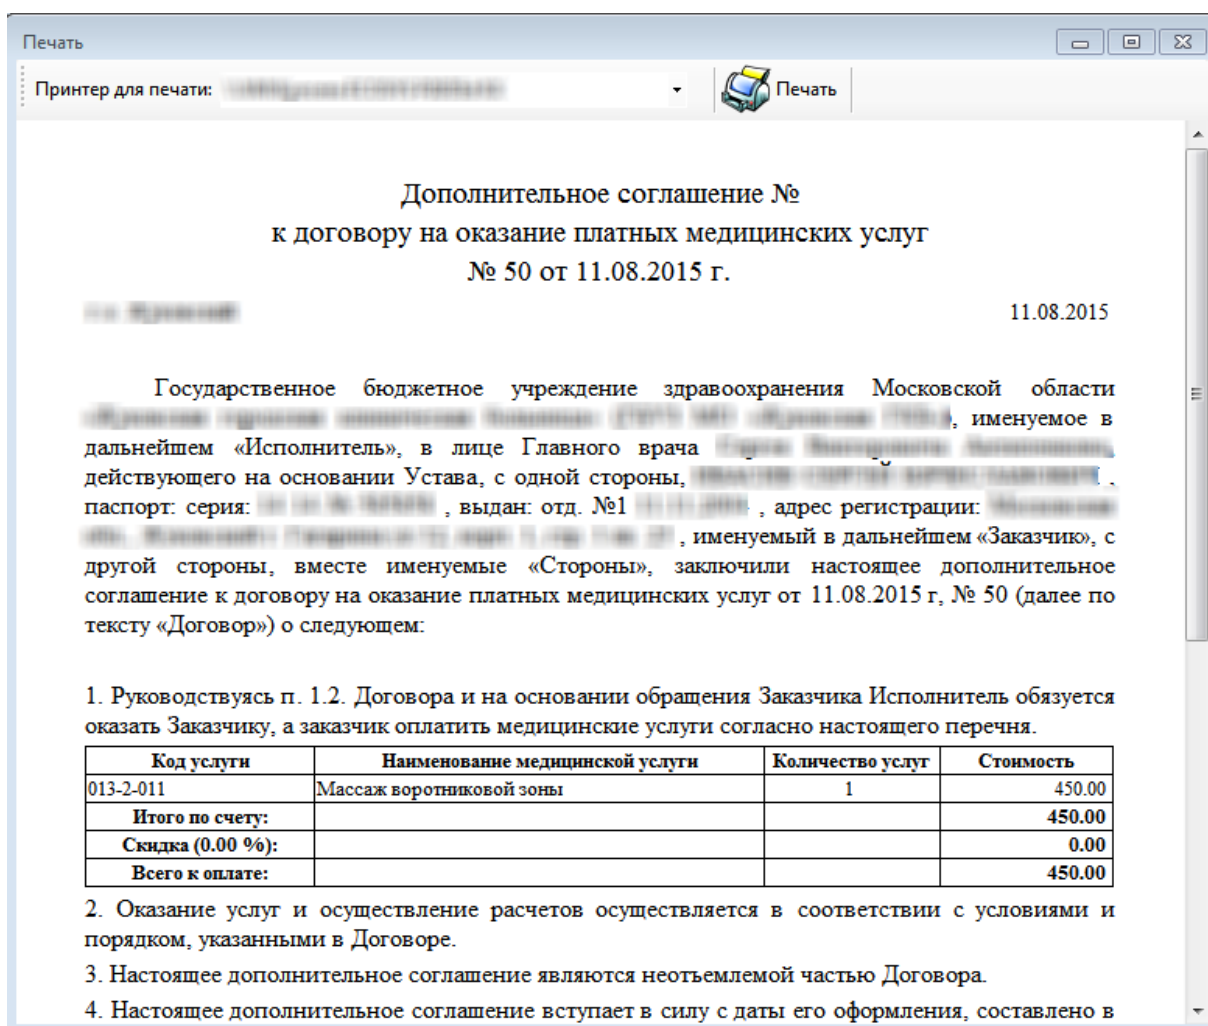 Печать
Принтер для печати:
Печать
Дополнительное соглашение №
к договору на оказание платных медицинских услуг
№ 50 от 11.08.2015 г.
11.08.2015
Государственное бюджетное учреждение здравоохранения Московской области
, именуемое в
дальнейшем «Исполнитель», в лице Главного врача
действующего на основании Устава, с одной стороны, ,
паспорт: серия: , выдан: отд. №1 , адрес регистрации:
, именуемый в дальнейшем «Заказчик», с
другой стороны, вместе именуемые «Стороны», заключили настоящее дополнительное
соглашение к договору на оказание платных медицинских услуг от 11.08.2015 г, № 50 (далее по
тексту «Договор») о следующем:
1. Руководствуясь п. 1.2. Договора и на основании обращения Заказчика Исполнитель обязуется
оказать Заказчику, а заказчик оплатить медицинские услуги согласно настоящего перечня.
Код услуги Наименование медицинской услуги Количество услуг Стоимость
013-2-011 Массаж воротниковой зоны 1 450.00
Итого по счету: 450.00
Скидка (0.00 %): 0.00
Всего к оплате: 450.00
2. Оказание услуг и осуществление расчетов осуществляется в соответствии с условиями и
порядком, указанными в Договоре.
3. Настоящее дополнительное соглашение являются неотъемлемой частью Договора.
4. Настоящее дополнительное соглашение вступает в силу с даты его оформления, составлено в